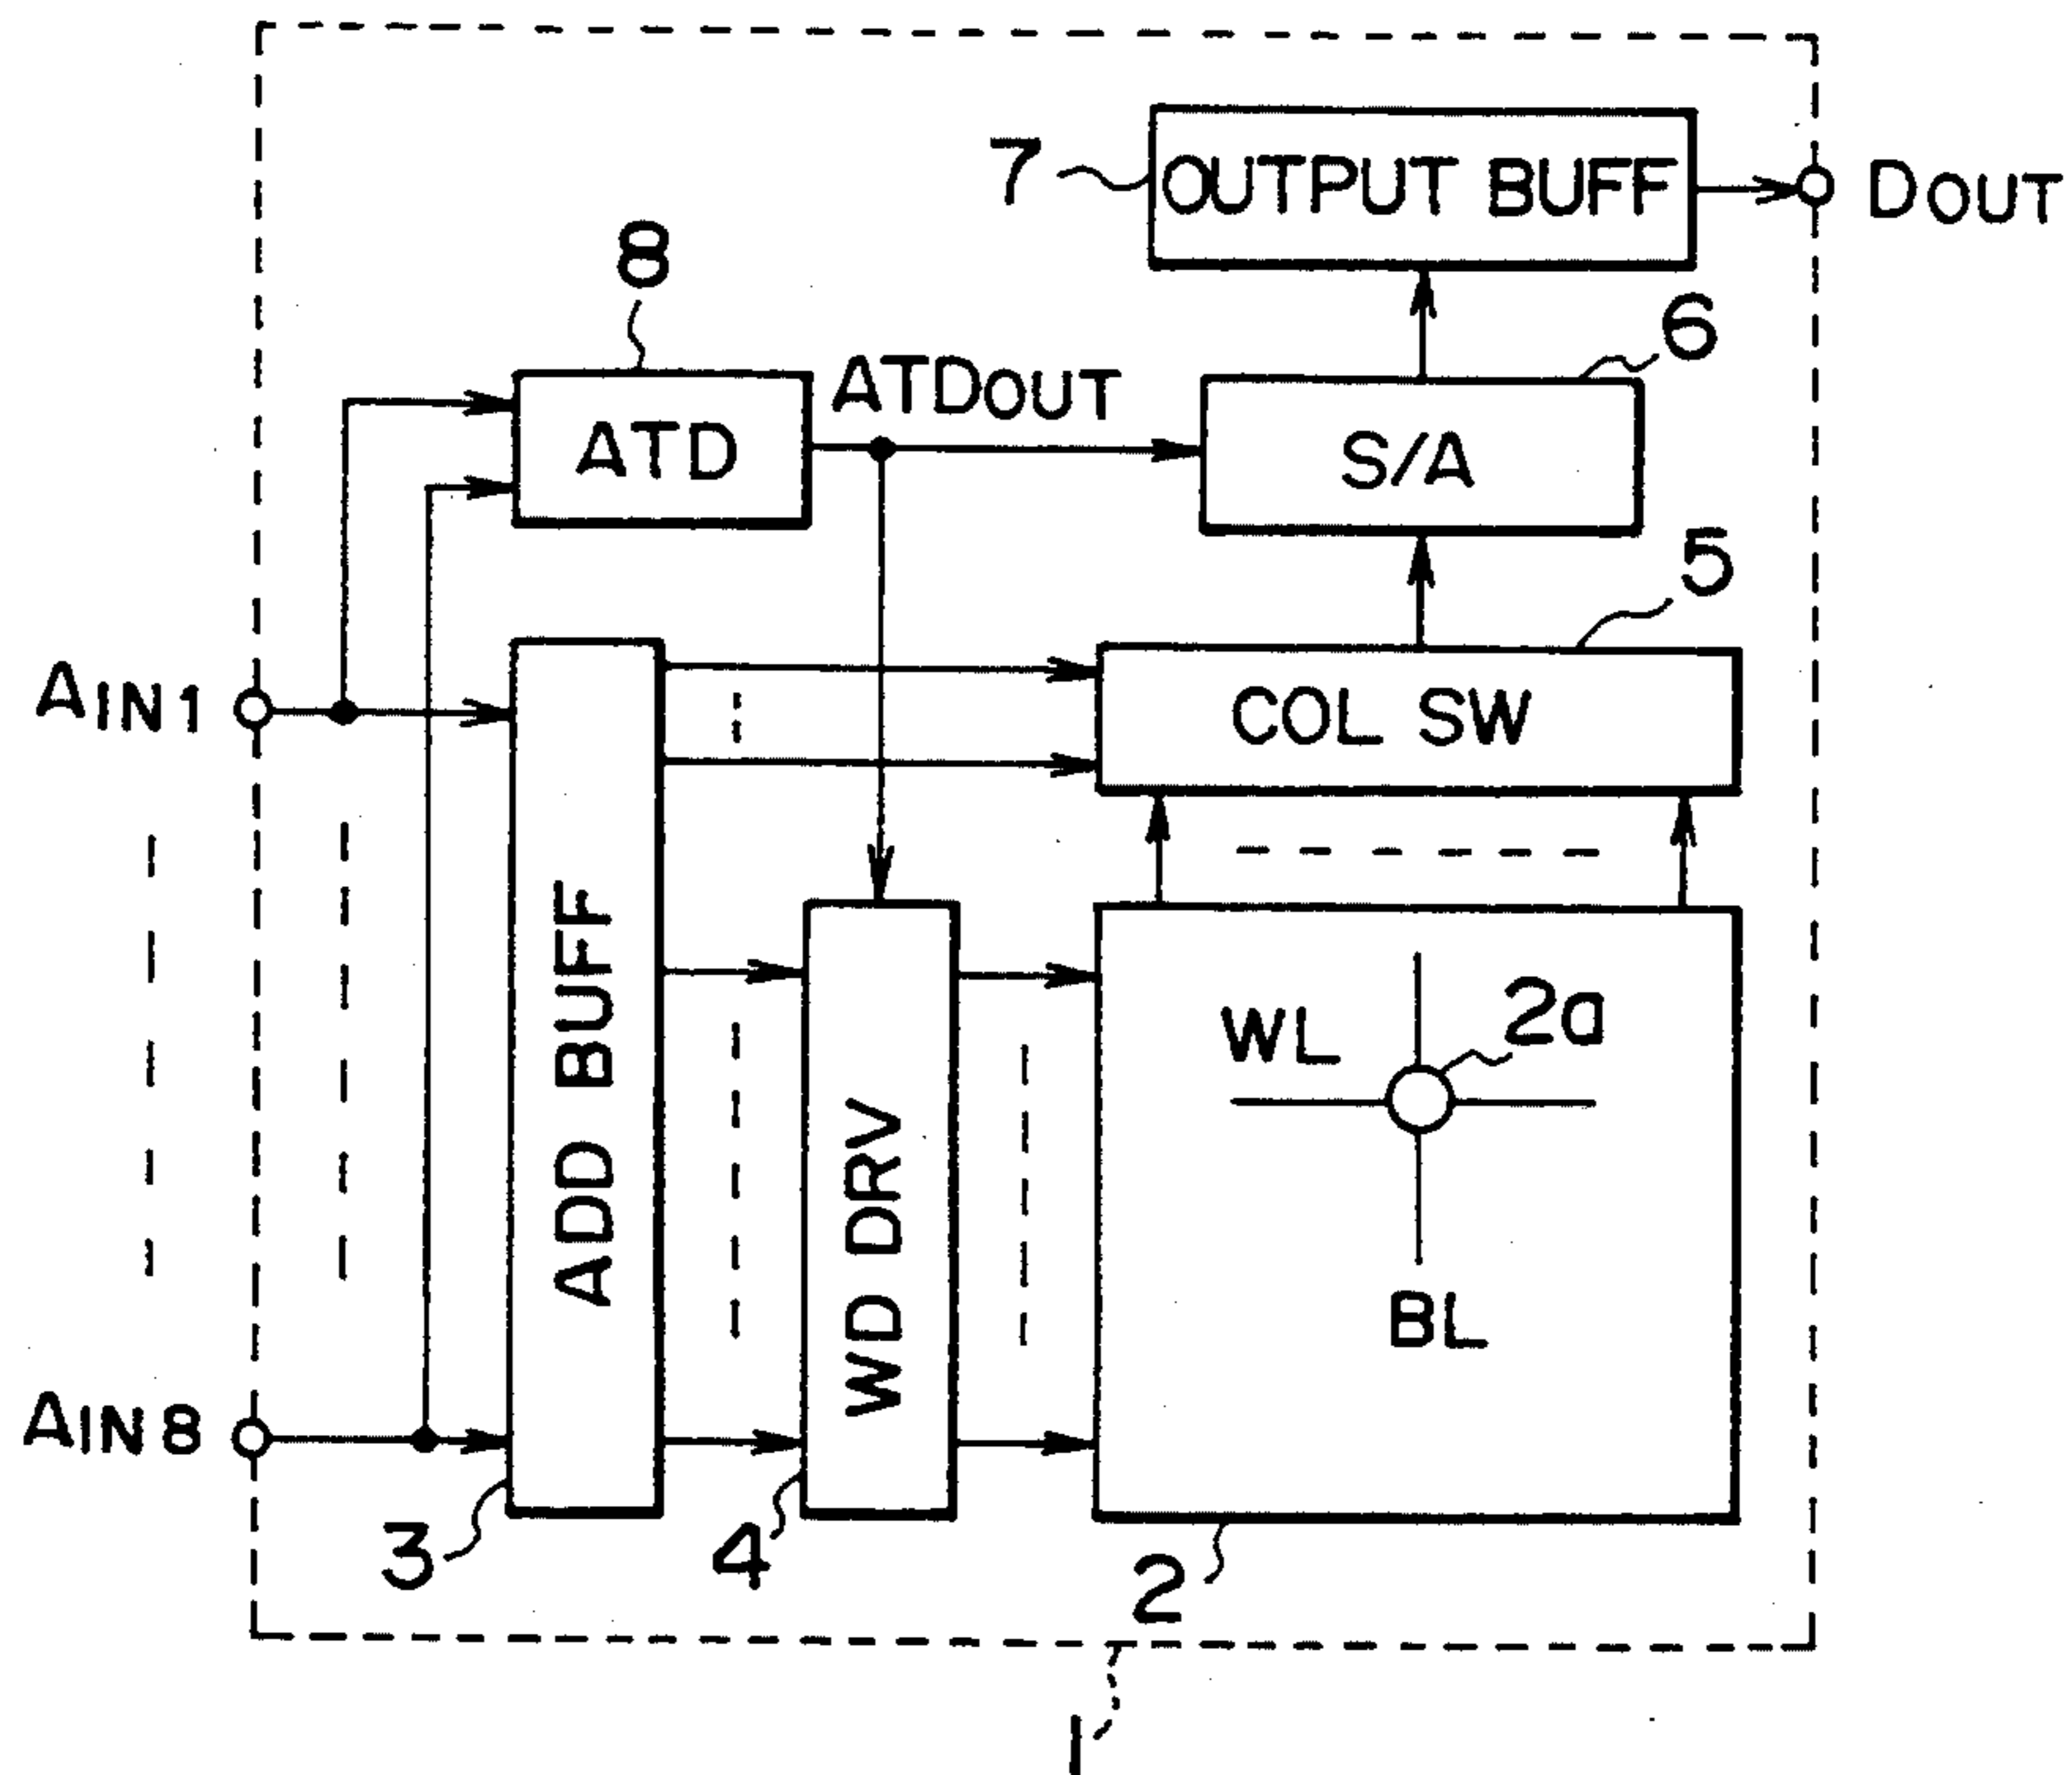 7
OUTPUT BUFF
DOUT
8
6
ATDOUT
ATD
S/A
5
AIN1
COL SW
ADD BUFF
WD DRV
WL
2a
BL
AIN8
3
4
2
1